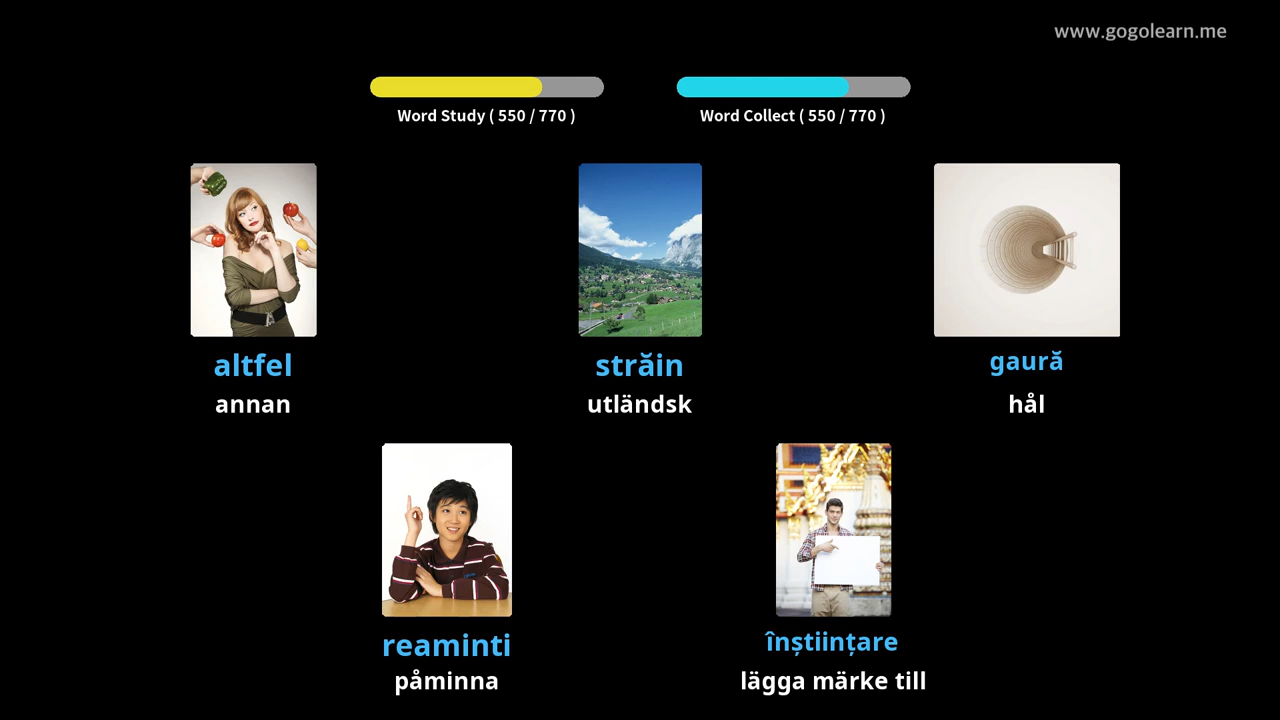 www.gogolearn.me
Word Study ( 550 / 770 )
Word Collect ( 550 / 770 )
altfel
annan
străin
utländsk
gaură
hål
reaminti
påminna
înștiințare
lägga märke till